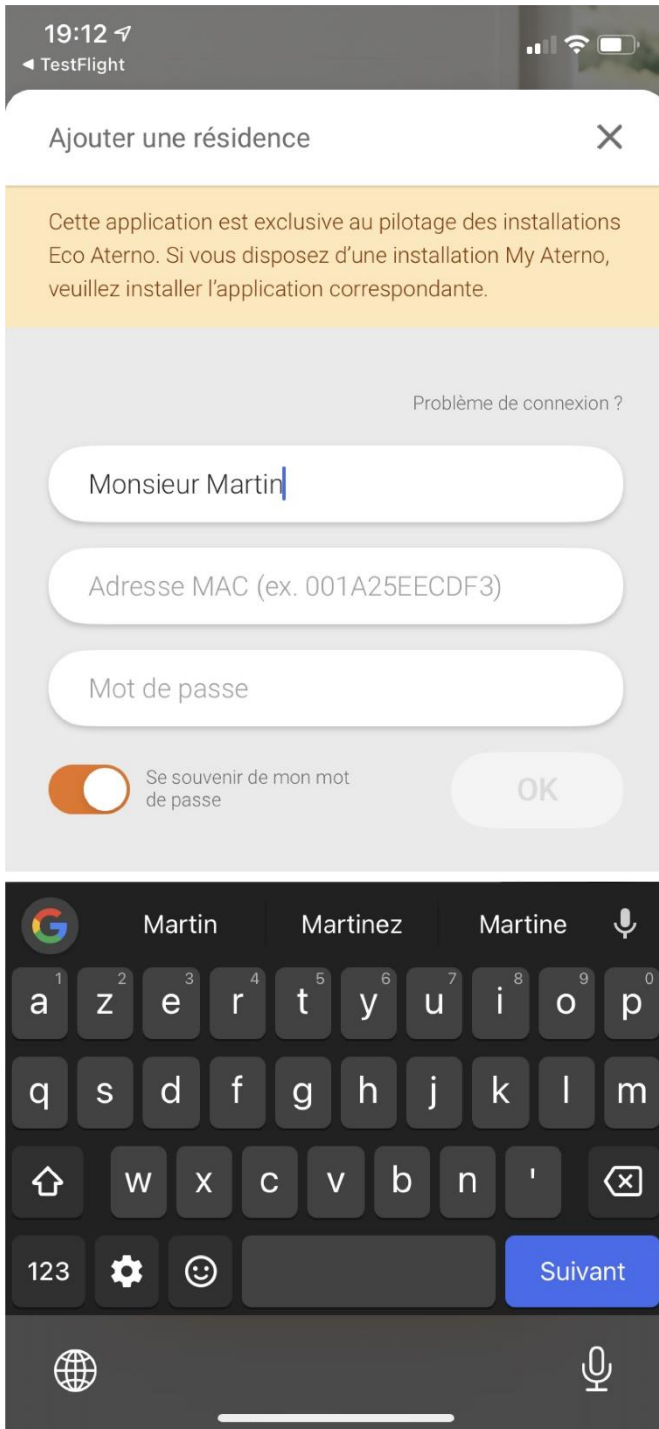 19:12
◀ TestFlight
Ajouter une résidence
Cette application est exclusive au pilotage des installations
Eco Aterno. Si vous disposez d'une installation My Aterno,
veuillez installer l'application correspondante.
Problème de connexion ?
Monsieur Martin
Adresse MAC (ex. 001A25EECDF3)
Mot de passe
Se souvenir de mon mot
de passe
OK
G Martin Martinez Martine
a 1 z 2 e 3 r 4 t 5 y 6 u 7 i 8 o 9 p 0
q s d f g h j k l m
w x c v b n '
123 Suivant